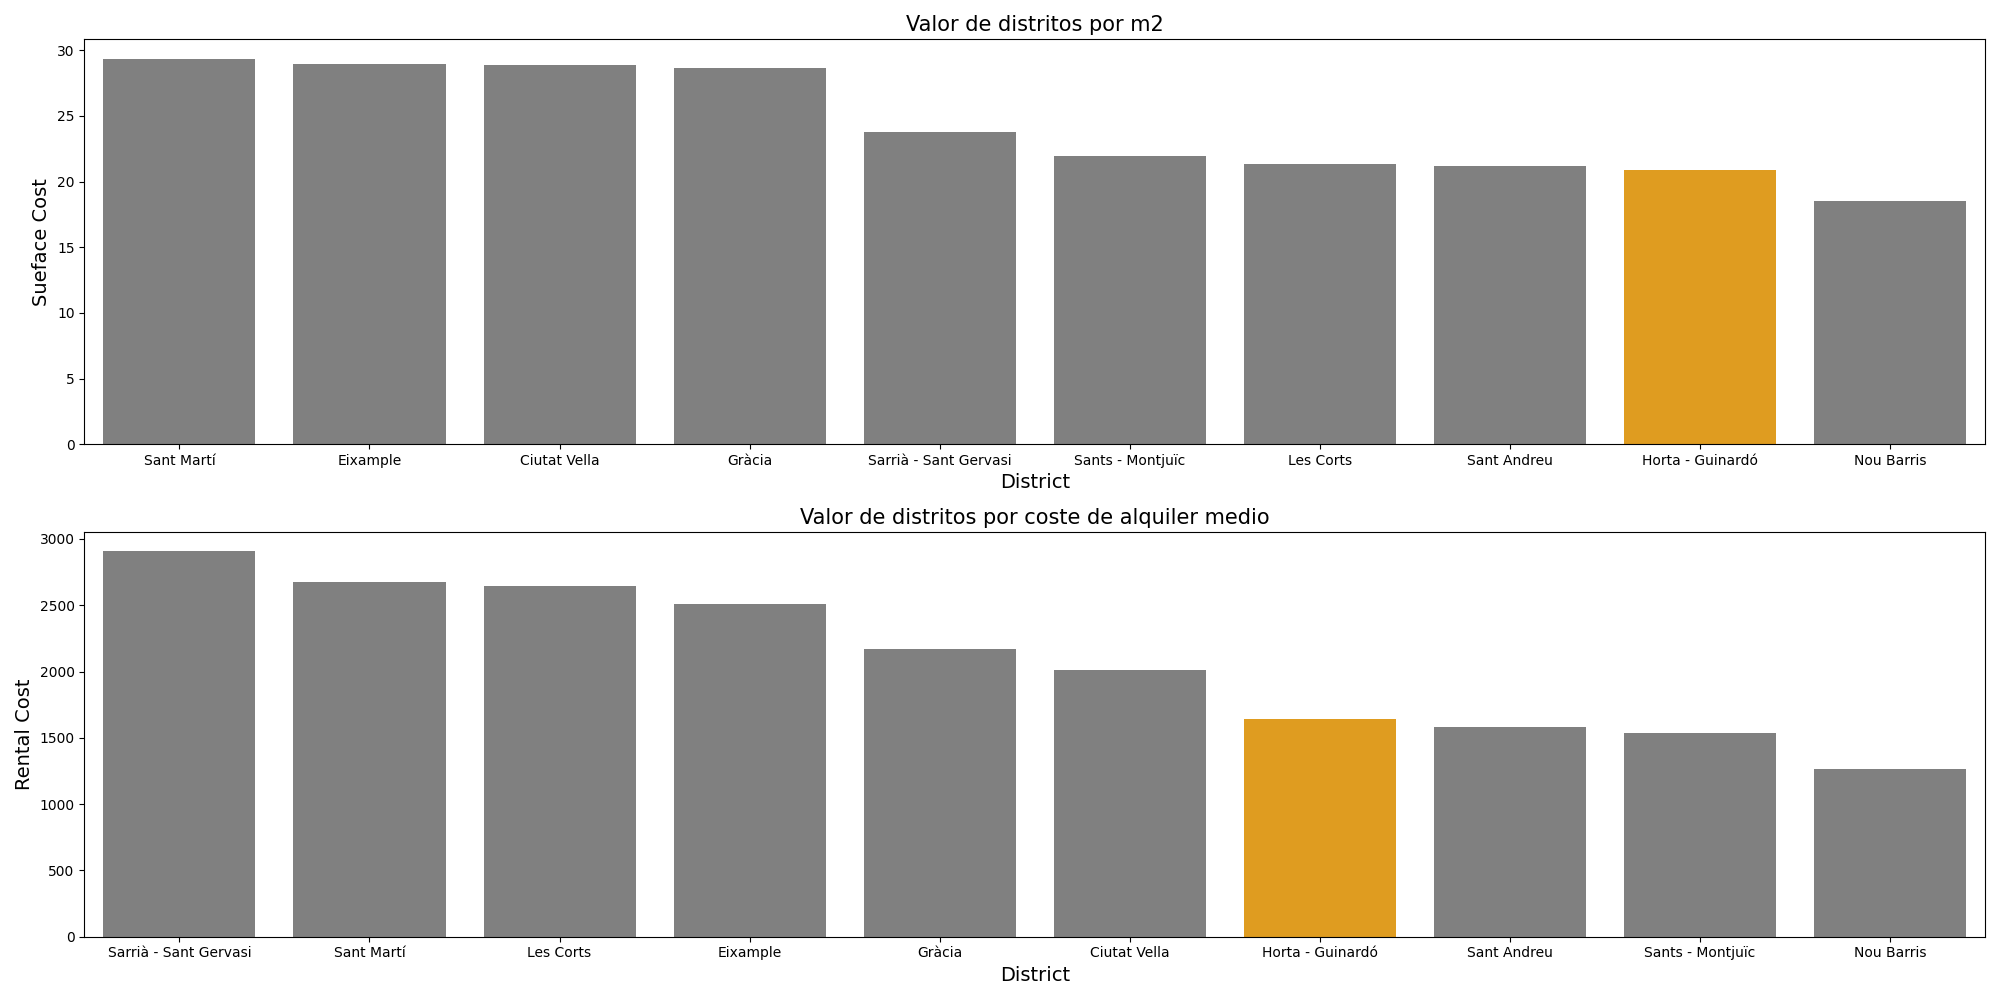 Valor de distritos por m2
Sueface Cost
30
25
20
15
10
5
0
Sant Martí
Eixample
Ciutat Vella
Gràcia
Sarrià - Sant Gervasi
Sants - Montjuïc
Les Corts
Sant Andreu
Horta - Guinardó
Nou Barris
District
Valor de distritos por coste de alquiler medio
Rental Cost
3000
2500
2000
1500
1000
500
0
Sarrià - Sant Gervasi
Sant Martí
Les Corts
Eixample
Gràcia
Ciutat Vella
Horta - Guinardó
Sant Andreu
Sants - Montjuïc
Nou Barris
District